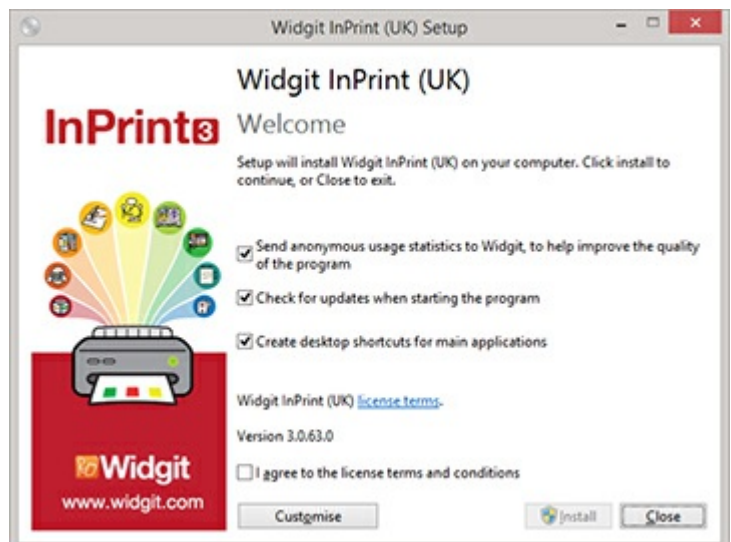 Widgit InPrint (UK) Setup
Widgit InPrint (UK)
InPrint3
Welcome
Setup will install Widgit InPrint (UK) on your computer. Click install to
continue, or Close to exit.
Send anonymous usage statistics to Widgit, to help improve the quality
of the program
Check for updates when starting the program
Create desktop shortcuts for main applications
Widgit InPrint (UK) license terms.
Version 3.0.63.0
I agree to the license terms and conditions
Widgit
www.widgit.com
Customise
Install
Close